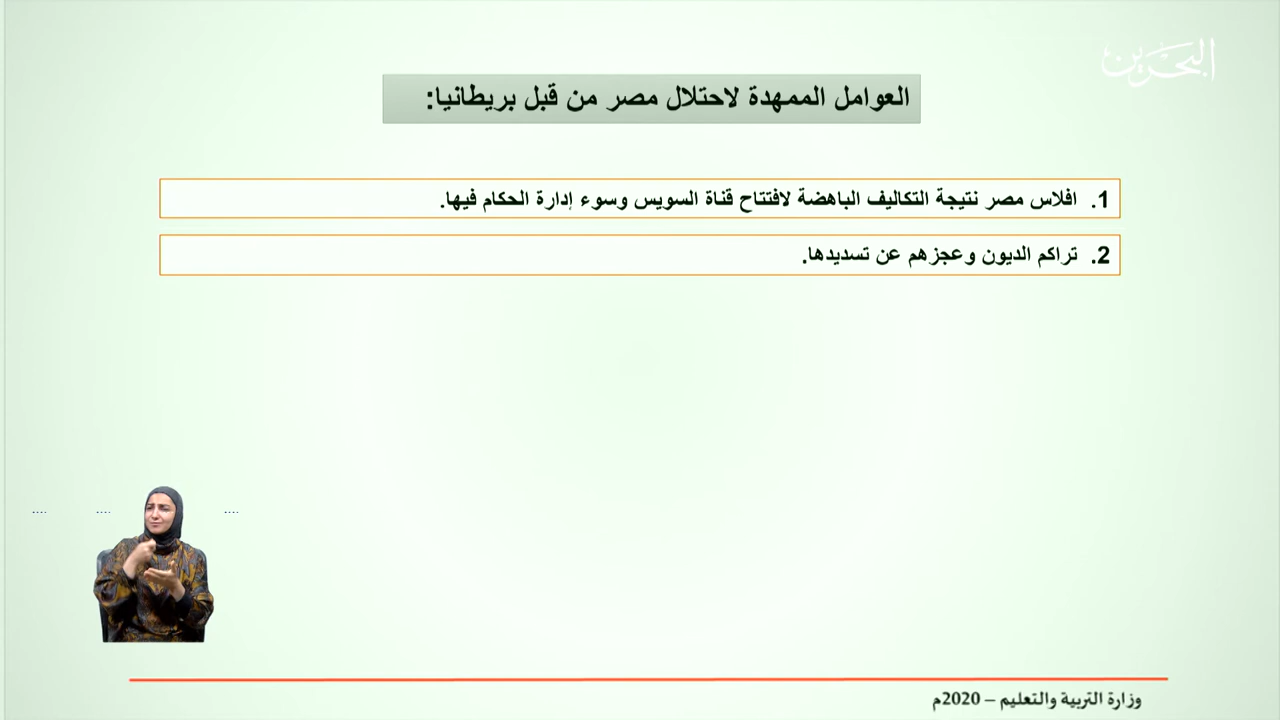 البحرين
العوامل الممهدة لاحتلال مصر من قبل بريطانيا:
1. افلاس مصر نتيجة التكاليف الباهضة لافتتاح قناة السويس وسوء إدارة الحكام فيها.
2. تراكم الديون وعجزهم عن تسديدها.
وزارة التربية والتعليم – 2020م